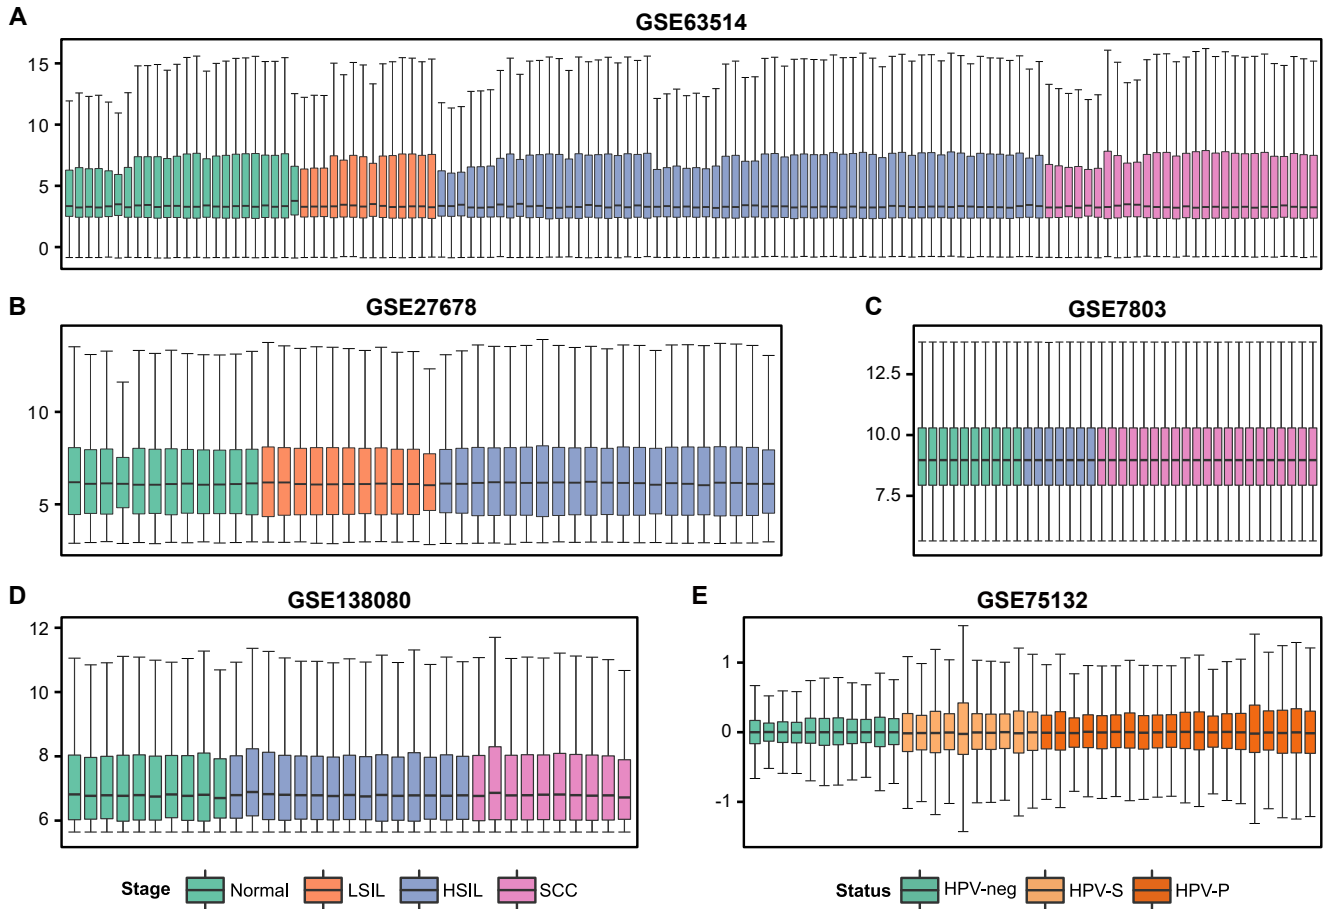 A
GSE63514
15
10
5
0
B
GSE27678
10
5
C
GSE7803
12.5
10.0
7.5
D
GSE138080
12
10
8
6
E
GSE75132
1
0
-1
Stage Normal LSIL HSIL SCC
Status HPV-neg HPV-S HPV-P